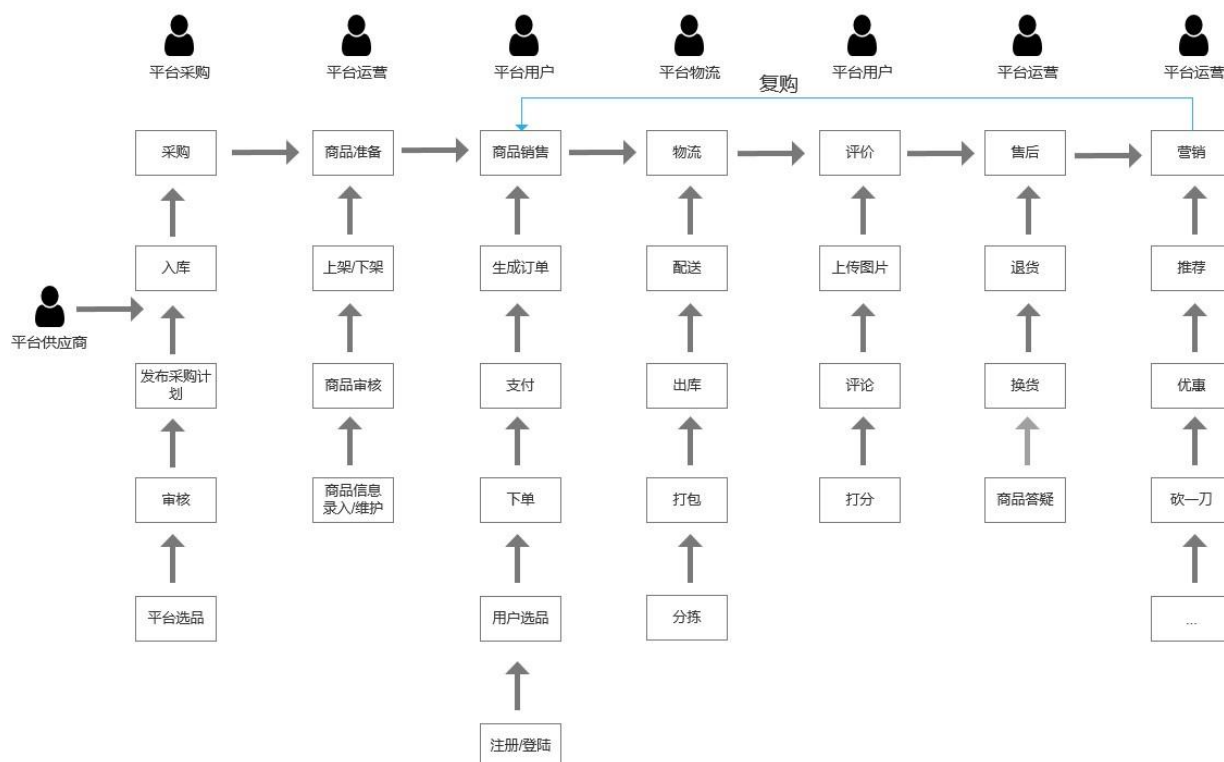 平台采购
平台运营
平台用户
平台物流
平台用户
平台运营
平台运营
复购
采购
商品准备
商品销售
物流
评价
售后
营销
入库
上架/下架
生成订单
配送
上传图片
退货
推荐
平台供应商
发布采购计
划
商品审核
支付
出库
评论
换货
优惠
审核
商品信息
录入/维护
下单
打包
打分
商品答疑
砍一刀
平台选品
用户选品
分拣
...
注册/登陆